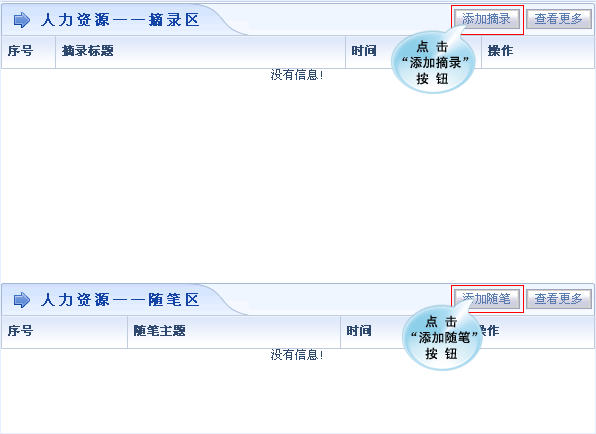 人力资源——摘录区 添加摘录 查看更多
序号 摘录标题 时间 操作
点 击
“添加摘录”
按 钮
没有信息!
人力资源——随笔区 添加随笔 查看更多
序号 随笔主题 时间 操作
点 击
“添加随笔”
按 钮
没有信息!